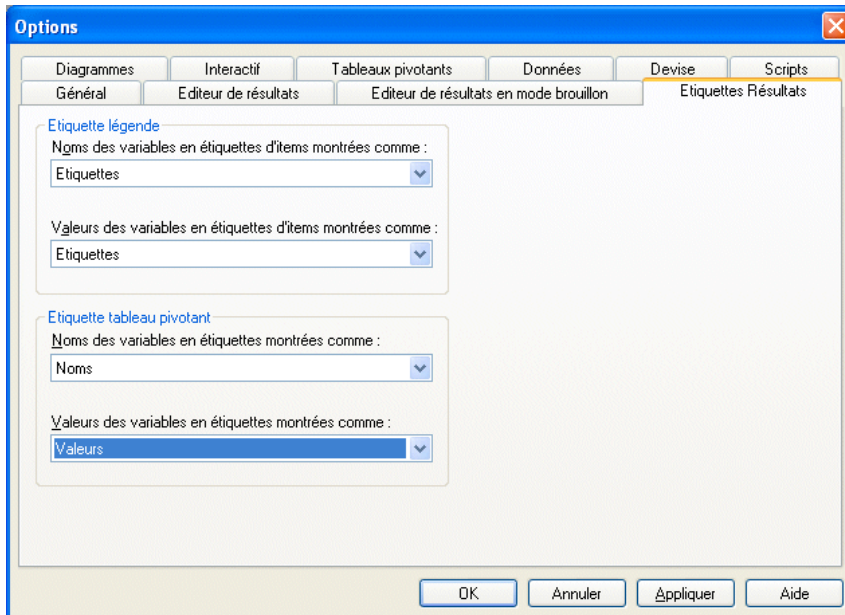 Options
Diagrammes Interactif Tableaux pivotants Données Devise Scripts
Général Editeur de résultats Editeur de résultats en mode brouillon Etiquettes Résultats
Etiquette légende
Noms des variables en étiquettes d'items montrées comme :
Etiquettes
Valeurs des variables en étiquettes d'items montrées comme :
Etiquettes
Etiquette tableau pivotant
Noms des variables en étiquettes montrées comme :
Noms
Valeurs des variables en étiquettes montrées comme :
Valeurs
OK Annuler Appliquer Aide